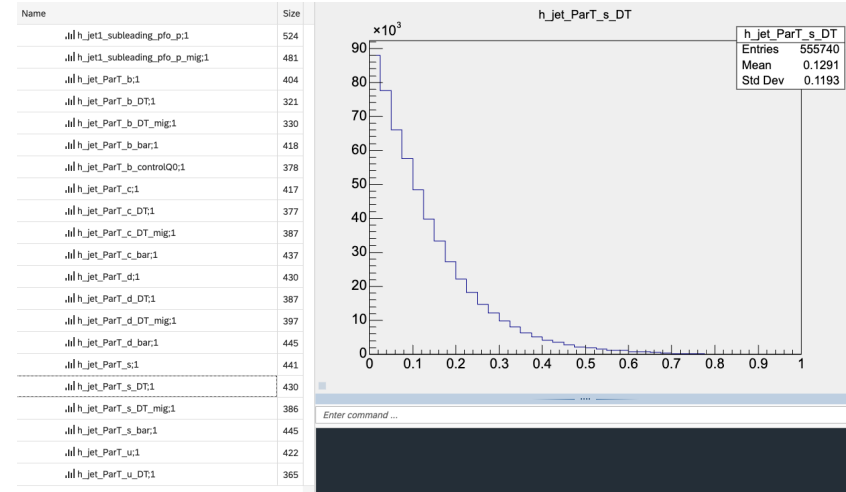 Name Size
h_jet1_subleading_pfo_p;1 524
h_jet1_subleading_pfo_p_mig;1 481
h_jet_ParT_b;1 404
h_jet_ParT_b_DT;1 321
h_jet_ParT_b_DT_mig;1 330
h_jet_ParT_b_bar;1 418
h_jet_ParT_b_controlQ0;1 378
h_jet_ParT_c;1 417
h_jet_ParT_c_DT;1 377
h_jet_ParT_c_DT_mig;1 387
h_jet_ParT_c_bar;1 437
h_jet_ParT_d;1 430
h_jet_ParT_d_DT;1 387
h_jet_ParT_d_DT_mig;1 397
h_jet_ParT_d_bar;1 445
h_jet_ParT_s;1 441
h_jet_ParT_s_DT;1 430
h_jet_ParT_s_DT_mig;1 386
h_jet_ParT_s_bar;1 445
h_jet_ParT_u;1 422
h_jet_ParT_u_DT;1 365
h_jet_ParT_s_DT
×10³
h_jet_ParT_s_DT
Entries 555740
Mean 0.1291
Std Dev 0.1193
90
80
70
60
50
40
30
20
10
0
0 0.1 0.2 0.3 0.4 0.5 0.6 0.7 0.8 0.9 1
Enter command ...